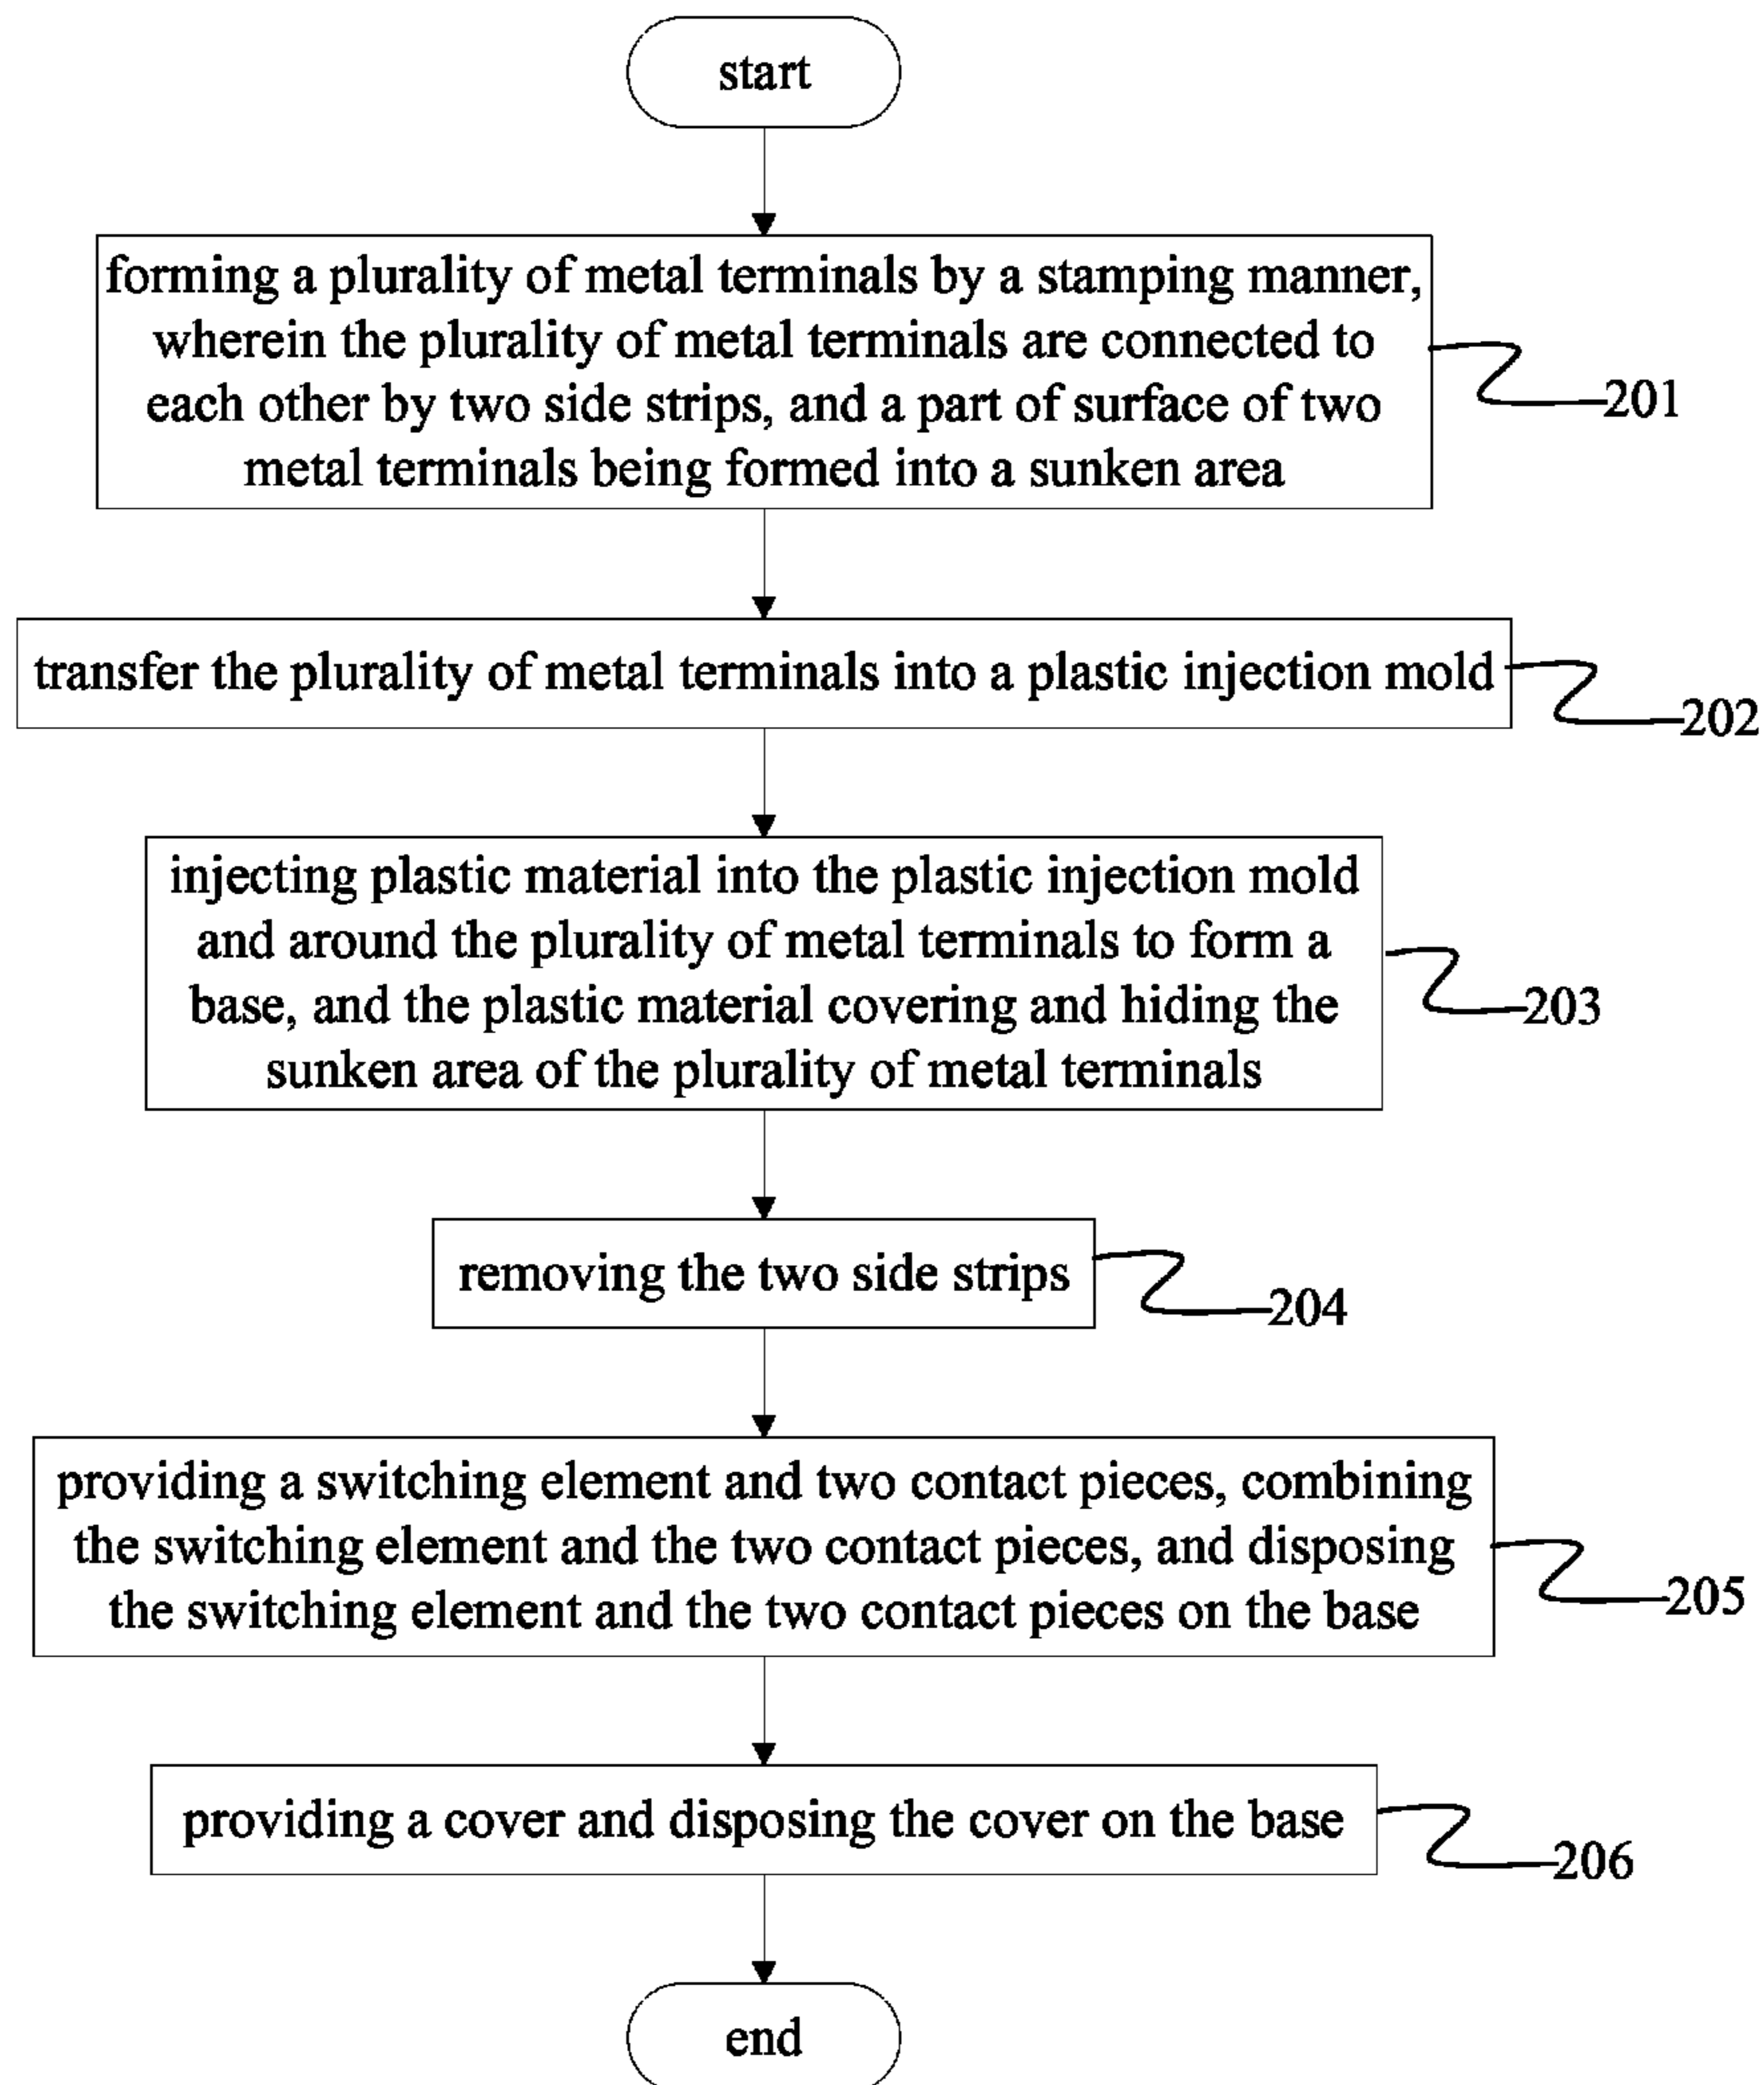 start
forming a plurality of metal terminals by a stamping manner,
wherein the plurality of metal terminals are connected to
each other by two side strips, and a part of surface of two
metal terminals being formed into a sunken area
201
transfer the plurality of metal terminals into a plastic injection mold
202
injecting plastic material into the plastic injection mold
and around the plurality of metal terminals to form a
base, and the plastic material covering and hiding the
sunken area of the plurality of metal terminals
203
removing the two side strips
204
providing a switching element and two contact pieces, combining
the switching element and the two contact pieces, and disposing
the switching element and the two contact pieces on the base
205
providing a cover and disposing the cover on the base
206
end